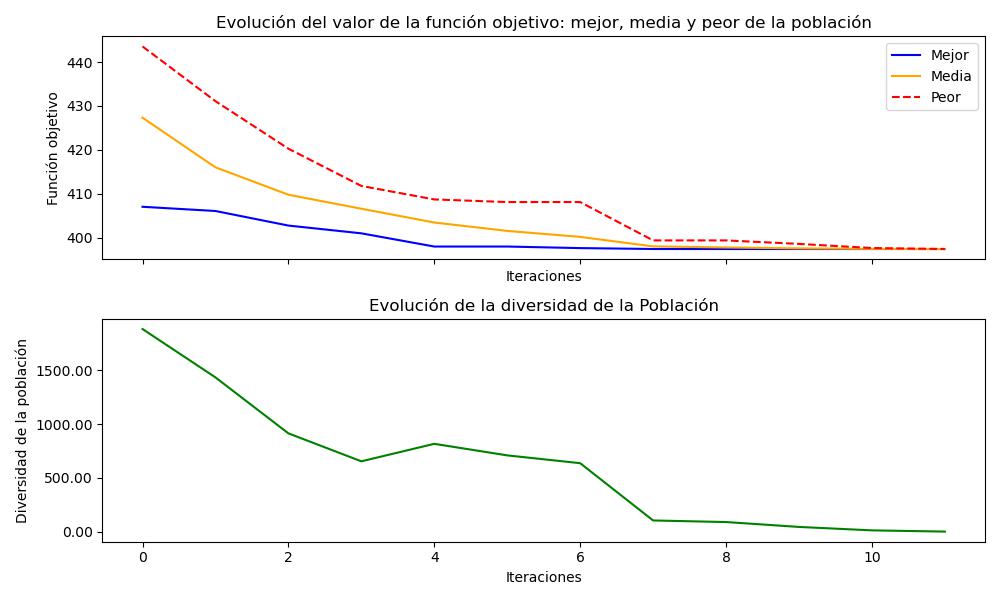 Evolución del valor de la función objetivo: mejor, media y peor de la población
440
430
420
410
400
Función objetivo
Mejor
Media
Peor
Iteraciones
Evolución de la diversidad de la Población
1500.00
1000.00
500.00
0.00
Diversidad de la población
0 2 4 6 8 10
Iteraciones